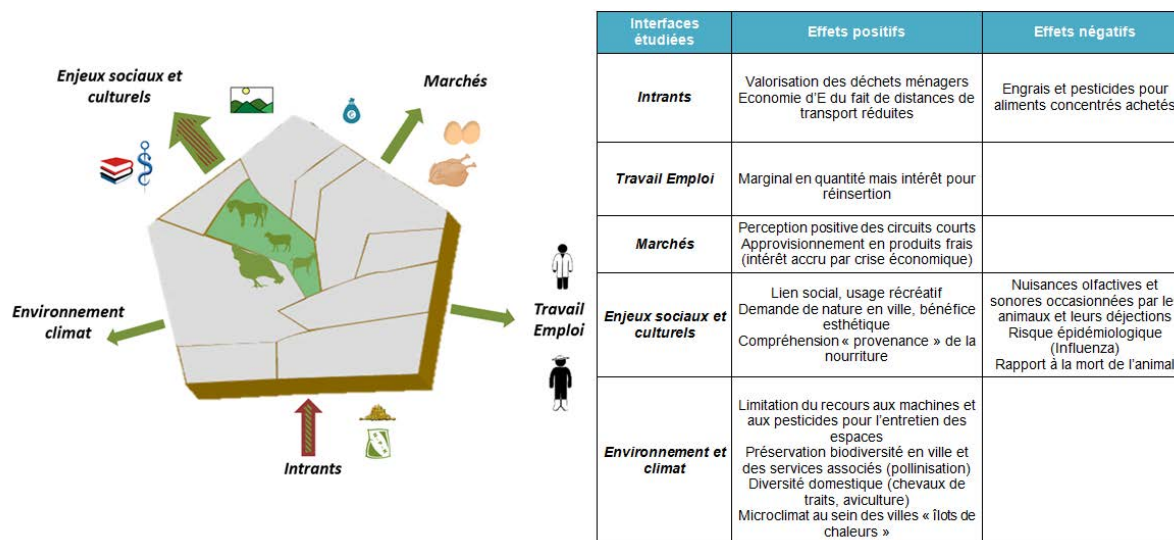 Enjeux sociaux et
culturels
Marchés
Environnement
climat
Travail
Emploi
Intrants
Interfaces
étudiées
Effets positifs
Effets négatifs
Intrants
Valorisation des déchets ménagers
Economie d'E du fait de distances de
transport réduites
Engrais et pesticides pour
aliments concentrés achetés
Travail Emploi
Marginal en quantité mais intérêt pour
réinsertion
Marchés
Perception positive des circuits courts
Approvisionnement en produits frais
(intérêt accru par crise économique)
Enjeux sociaux et
culturels
Lien social, usage récréatif
Demande de nature en ville, bénéfice
esthétique
Compréhension « provenance » de la
nourriture
Nuisances olfactives et
sonores occasionnées par le
animaux et leurs déjections
Risque épidémiologique
(Influenza)
Rapport à la mort de l'animal
Environnement et
climat
Limitation du recours aux machines et
aux pesticides pour l'entretien des
espaces
Préservation biodiversité en ville et
des services associés (pollinisation)
Diversité domestique (chevaux de
traits, aviculture)
Microclimat au sein des villes « îlots de
chaleurs »